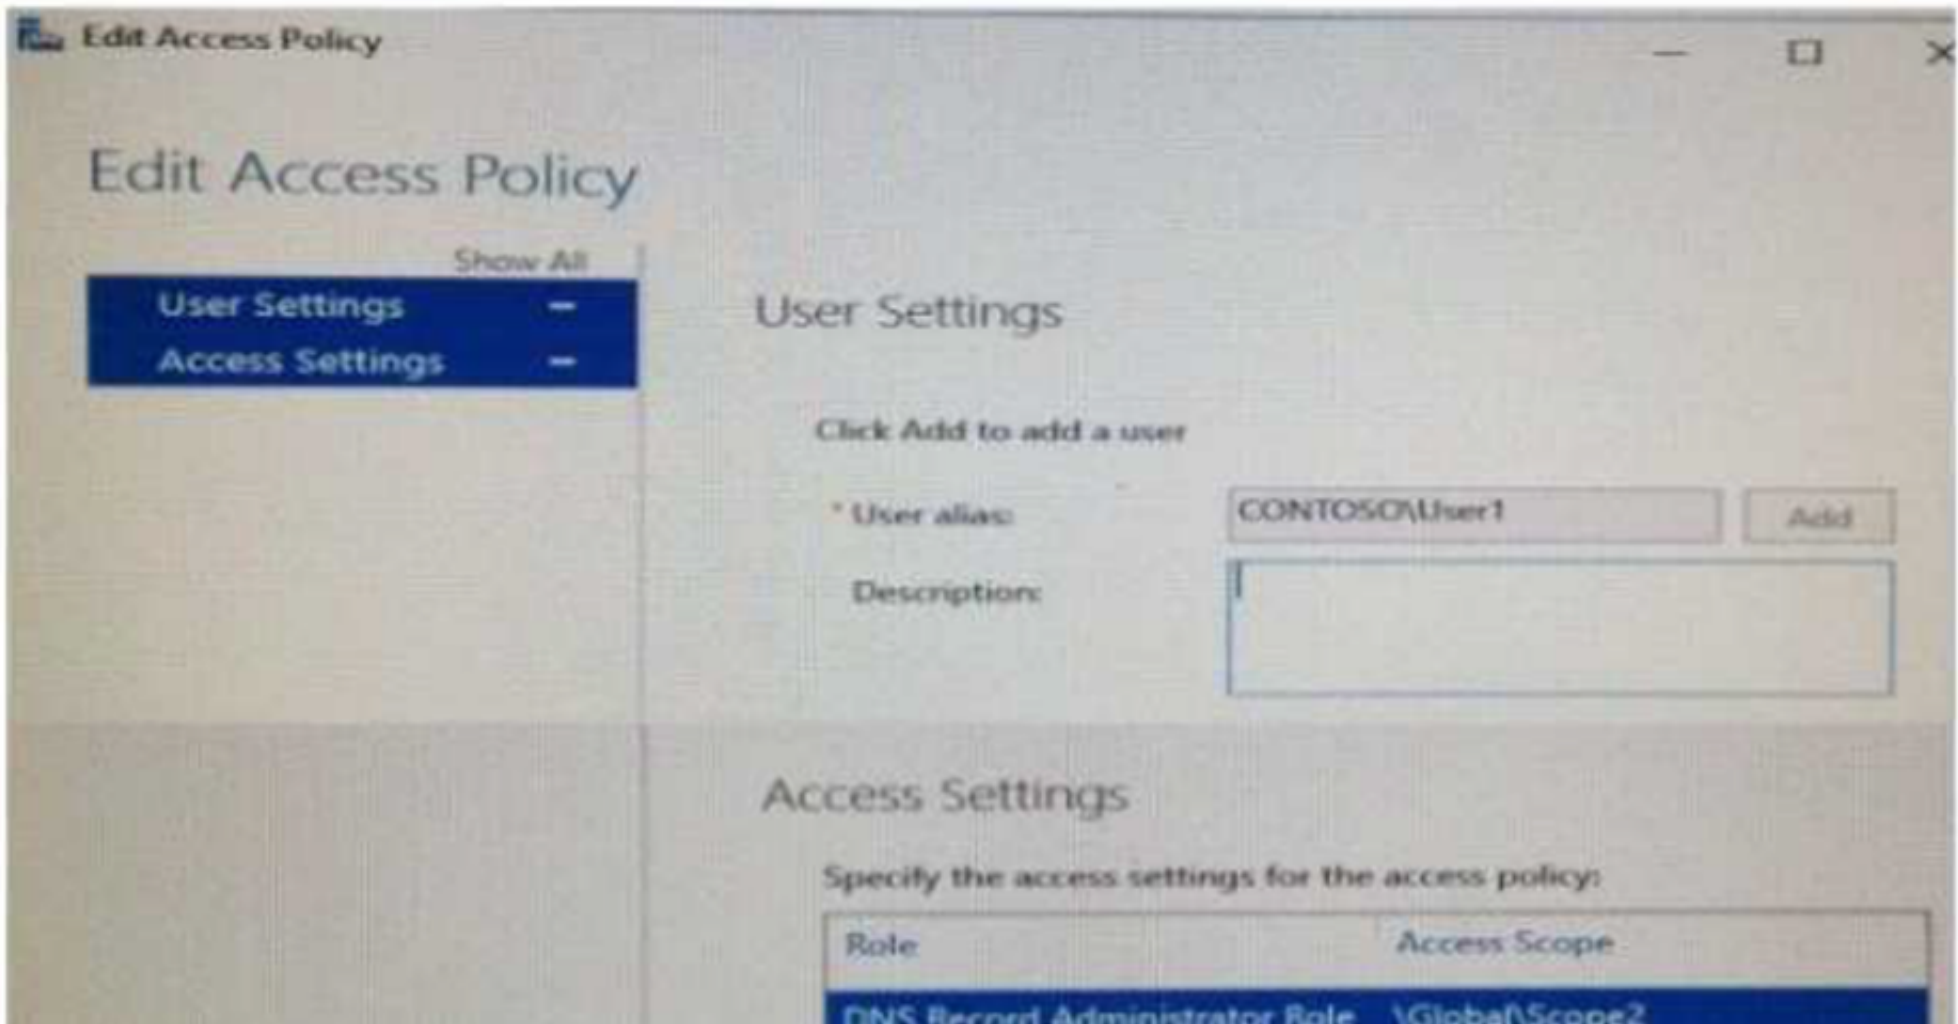 Edit Access Policy
Edit Access Policy
Show All
User Settings
Access Settings
User Settings
Click Add to add a user
* User alias: CONTOSO\User1 Add
Description:
Access Settings
Specify the access settings for the access policy:
Role Access Scope
DNS Record Administrator Role \Global\Scope2